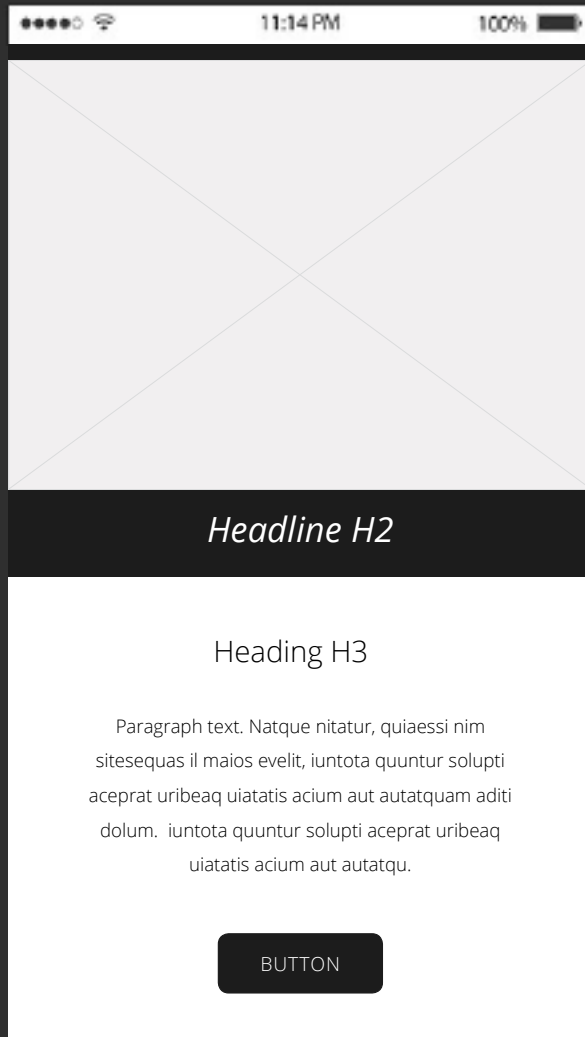 11:14 PM
100%
Headline H2
Heading H3
Paragraph text. Natque nitatur, quiaessi nim
sitesequas il maios evelit, iuntota quuntur solupti
aceprat uribeaq uiatatis acium aut autatquam aditi
dolum.  iuntota quuntur solupti aceprat uribeaq
uiatatis acium aut autatqu.
BUTTON